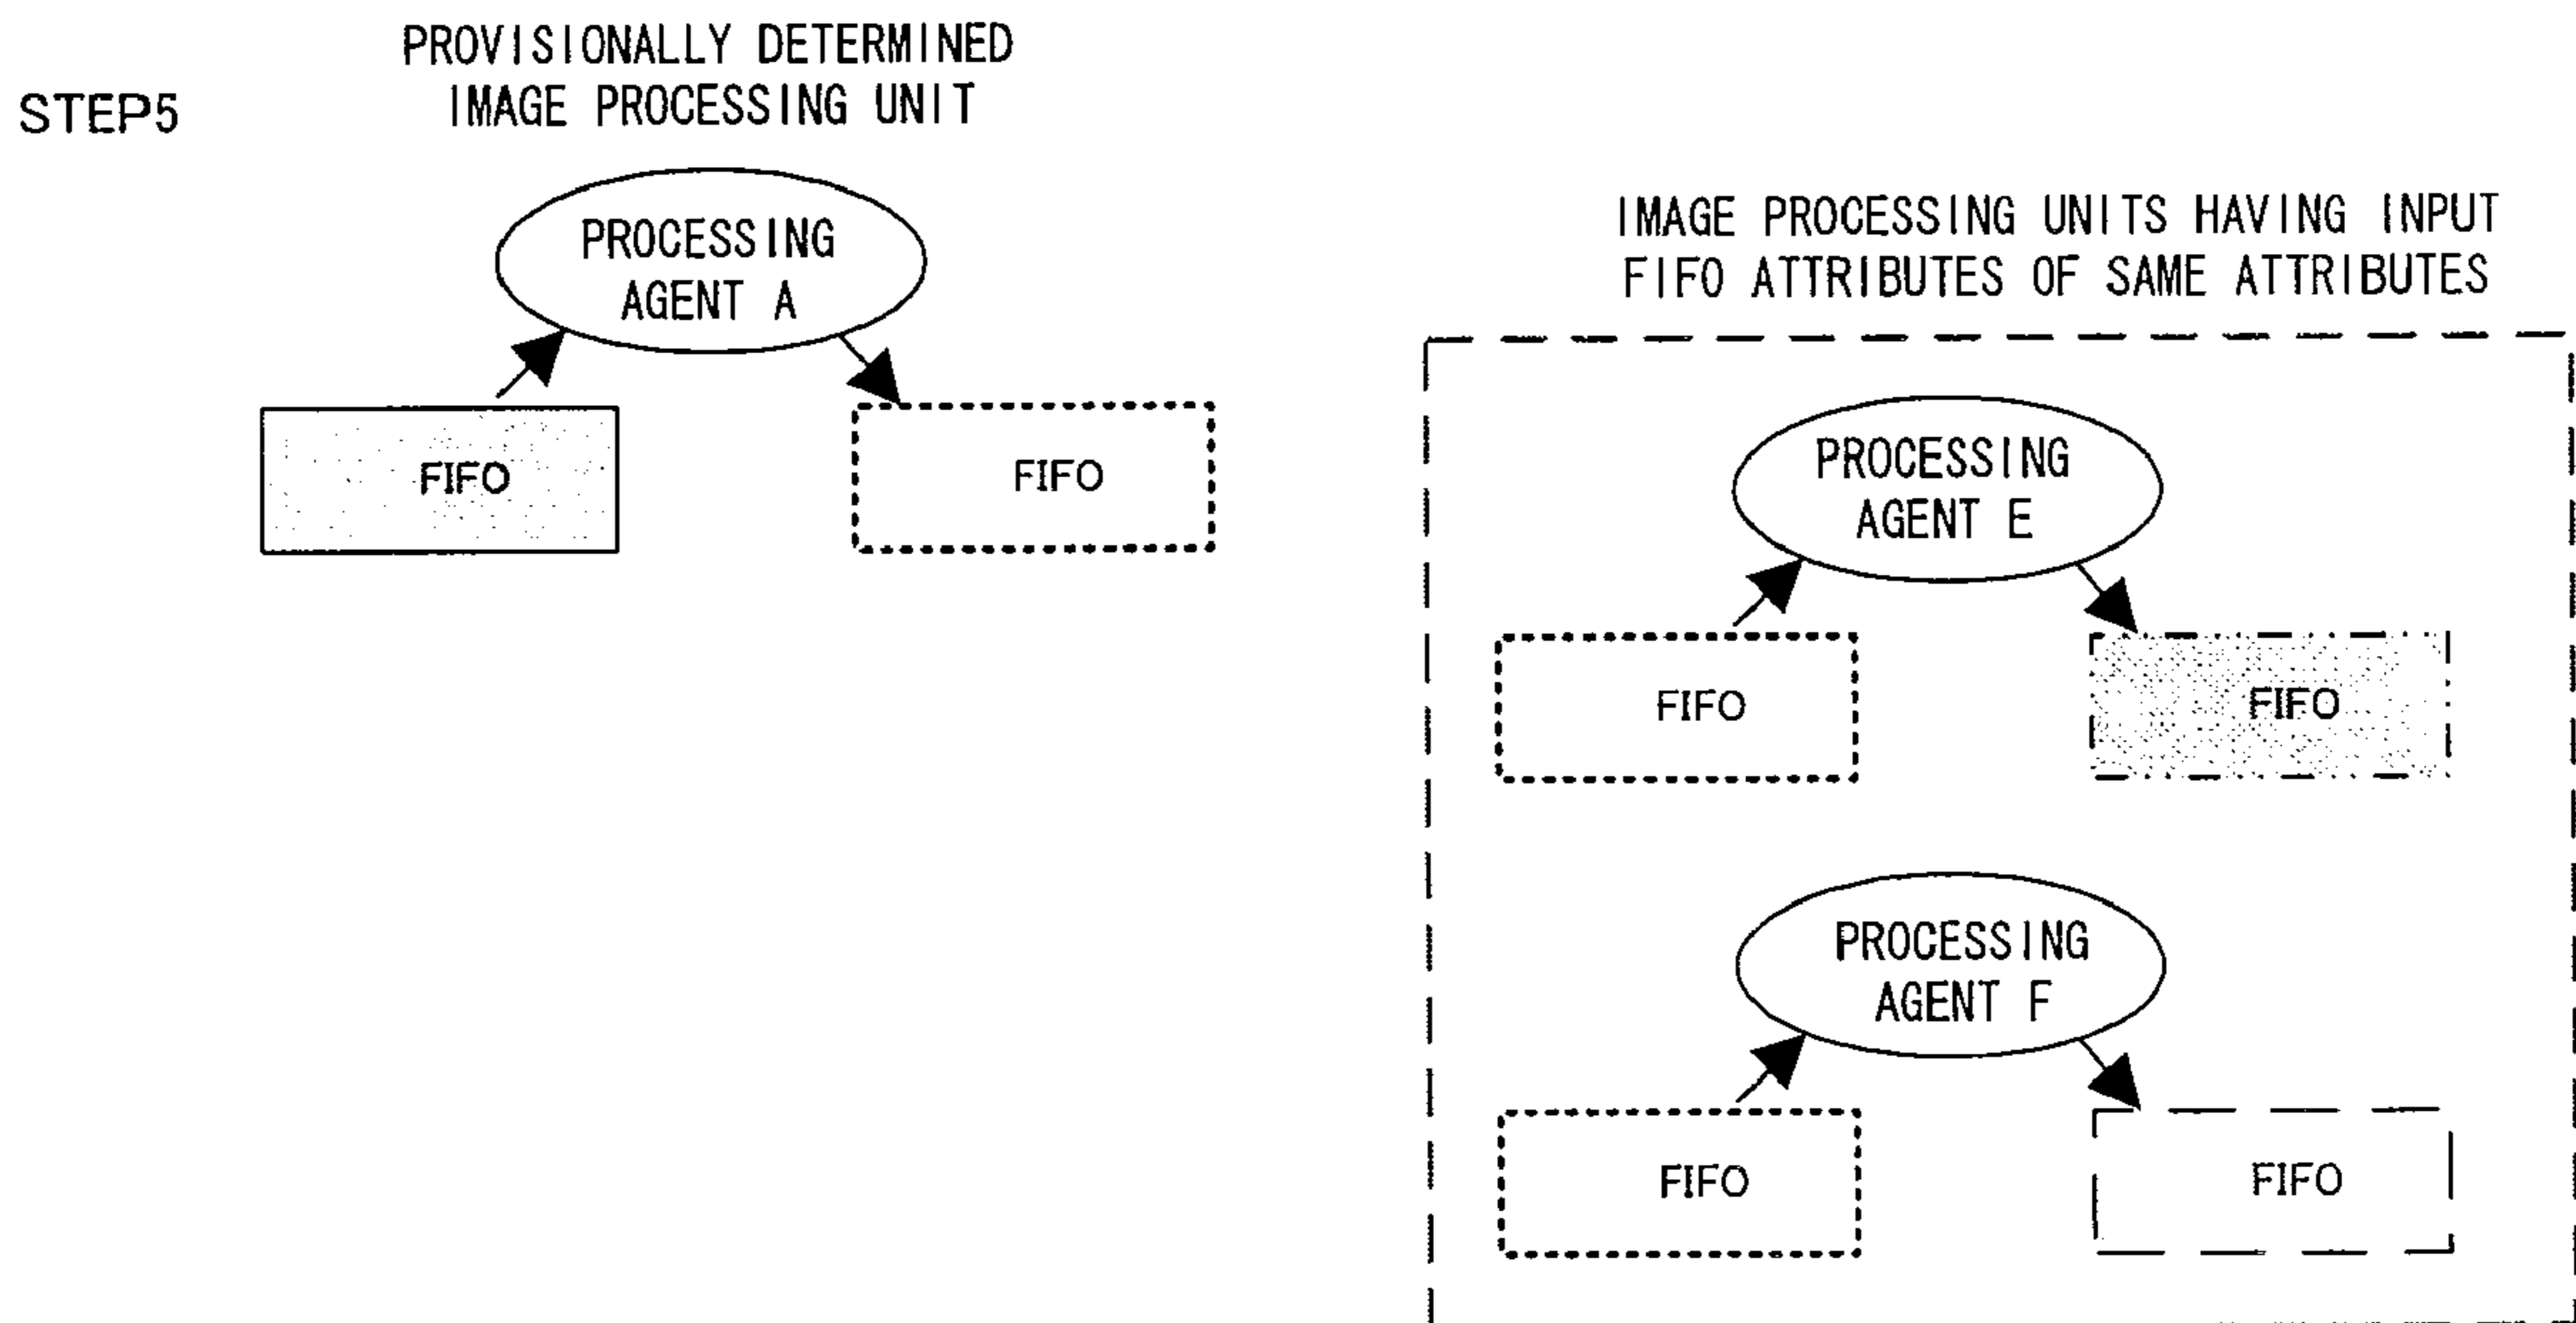 STEP5
PROVISIONALLY DETERMINED
IMAGE PROCESSING UNIT
PROCESSING
AGENT A
FIFO
FIFO
IMAGE PROCESSING UNITS HAVING INPUT
FIFO ATTRIBUTES OF SAME ATTRIBUTES
PROCESSING
AGENT E
FIFO
FIFO
PROCESSING
AGENT F
FIFO
FIFO